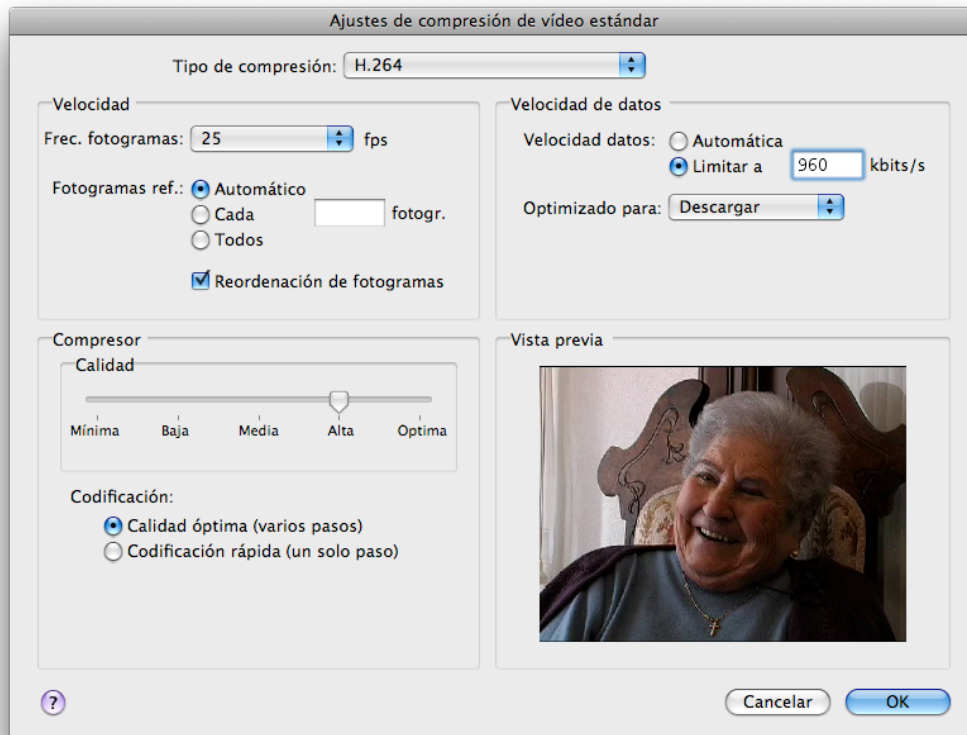 Ajustes de compresión de vídeo estándar
Tipo de compresión: H.264
Velocidad
Frec. fotogramas: 25 fps
Fotogramas ref.: Automático
Cada fotogr.
Todos
Reordenación de fotogramas
Velocidad de datos
Velocidad datos: Automática
Limitar a 960 kbits/s
Optimizado para: Descargar
Compresor
Calidad
Mínima Baja Media Alta Optima
Codificación:
Calidad óptima (varios pasos)
Codificación rápida (un solo paso)
Vista previa
?
Cancelar OK